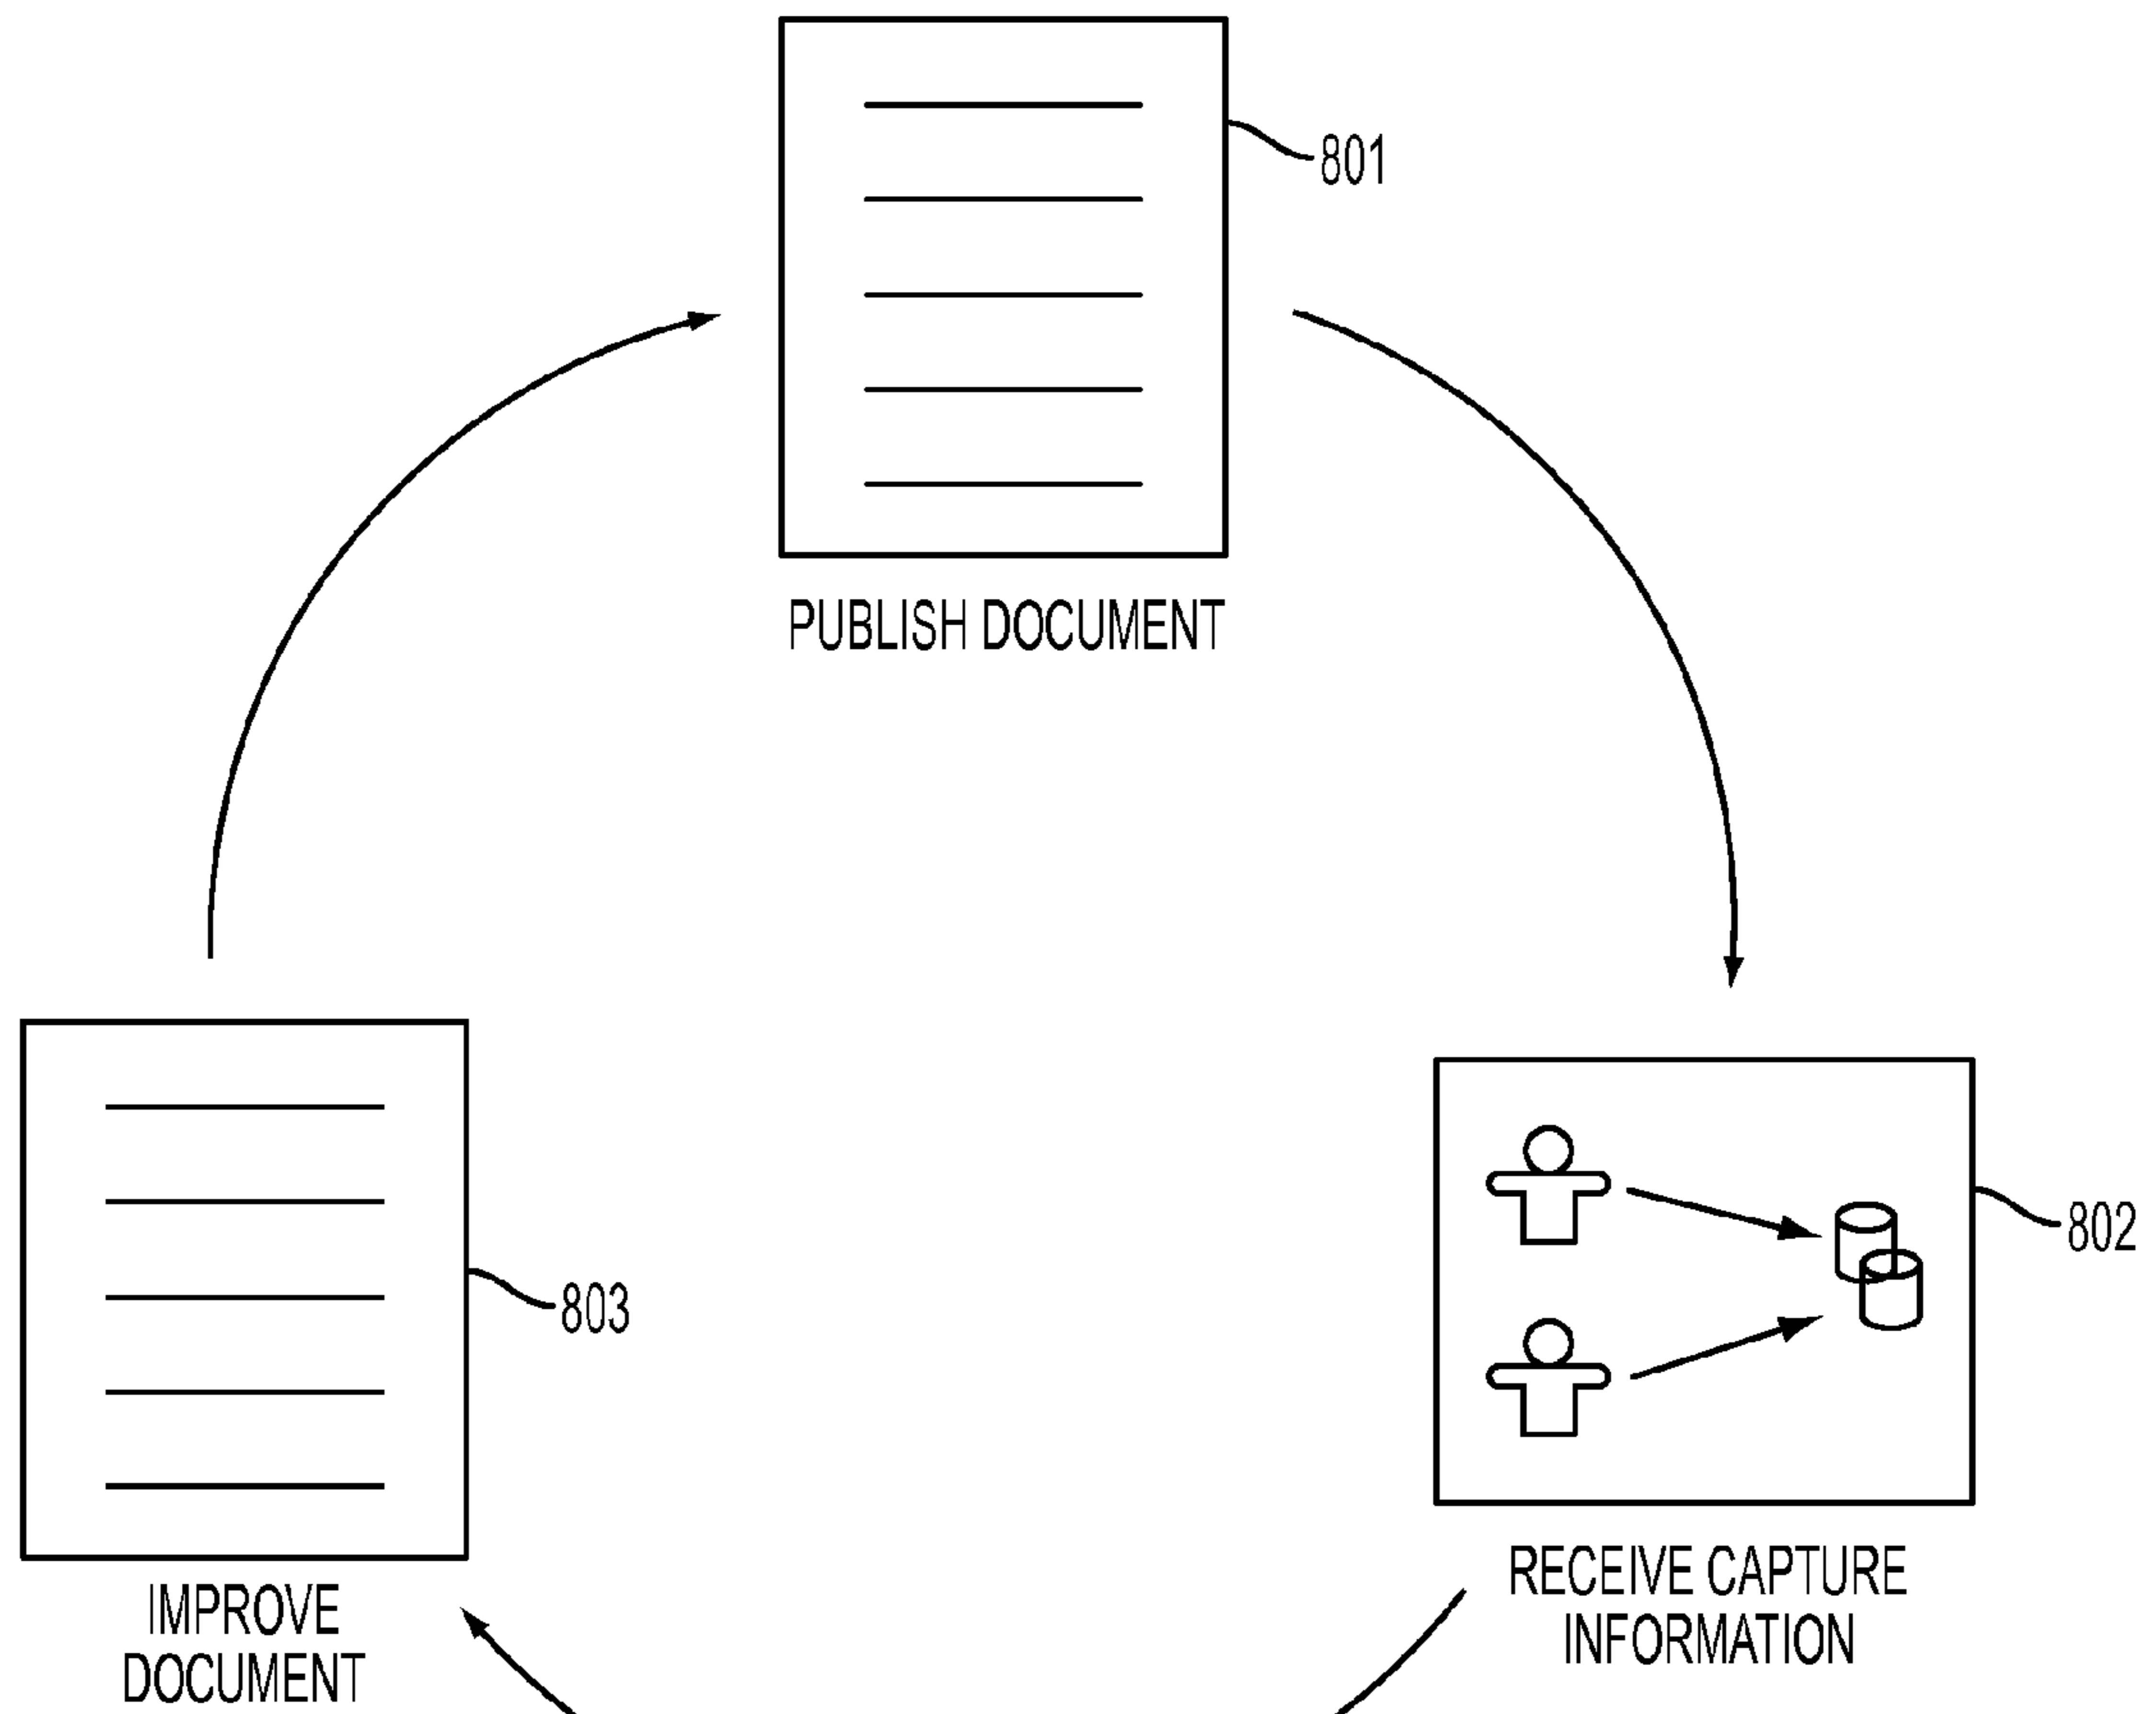 801
PUBLISH DOCUMENT
802
803
RECEIVE CAPTURE
INFORMATION
IMPROVE
DOCUMENT